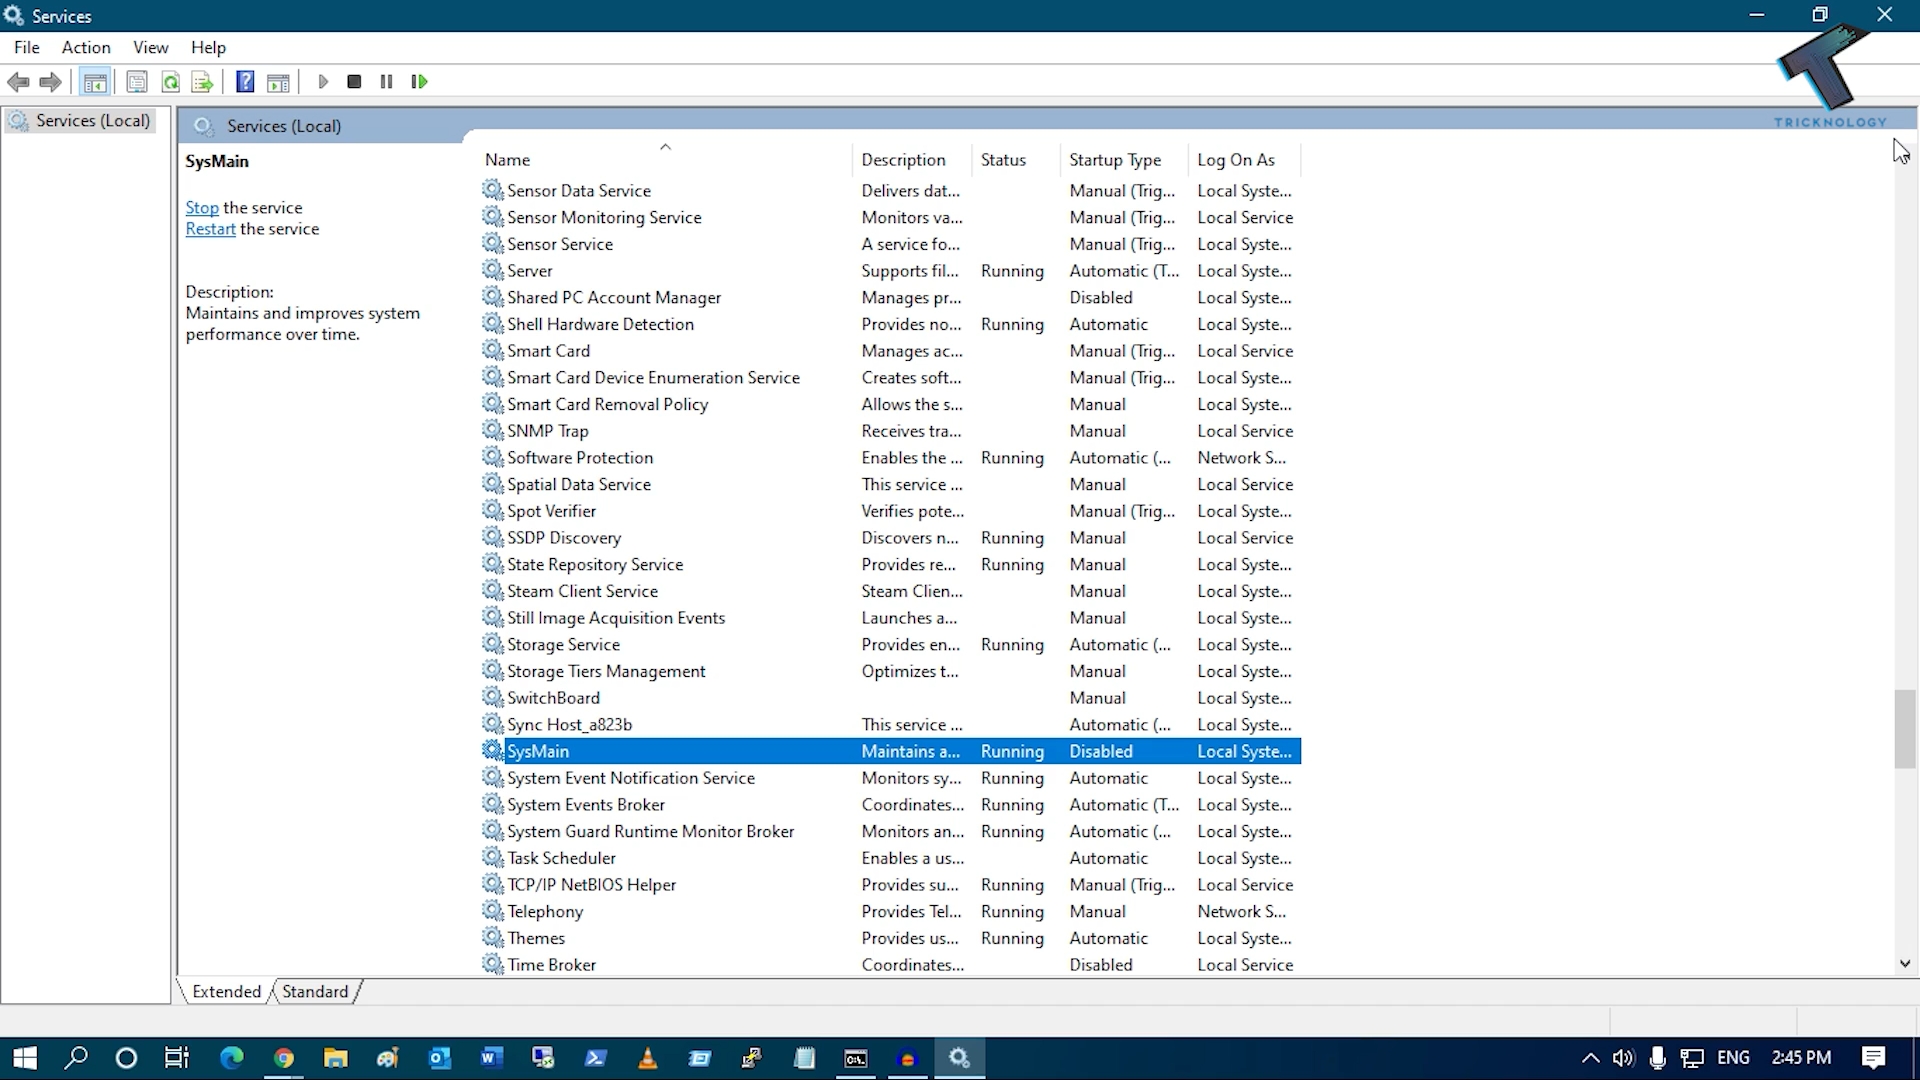 Services
File Action View Help
TRICKNOLOGY
Services (Local)
Services (Local)
SysMain
Stop the service
Restart the service
Description:
Maintains and improves system
performance over time.
Name Description Status Startup Type Log On As
Sensor Data Service Delivers dat... Manual (Trig... Local Syste...
Sensor Monitoring Service Monitors va... Manual (Trig... Local Service
Sensor Service A service fo... Manual (Trig... Local Syste...
Server Supports fil... Running Automatic (T... Local Syste...
Shared PC Account Manager Manages pr... Disabled Local Syste...
Shell Hardware Detection Provides no... Running Automatic Local Syste...
Smart Card Manages ac... Manual (Trig... Local Service
Smart Card Device Enumeration Service Creates soft... Manual (Trig... Local Syste...
Smart Card Removal Policy Allows the s... Manual Local Syste...
SNMP Trap Receives tra... Manual Local Service
Software Protection Enables the ... Running Automatic (... Network S...
Spatial Data Service This service ... Manual Local Service
Spot Verifier Verifies pote... Manual (Trig... Local Syste...
SSDP Discovery Discovers n... Running Manual Local Service
State Repository Service Provides re... Running Manual Local Syste...
Steam Client Service Steam Clien... Manual Local Syste...
Still Image Acquisition Events Launches a... Manual Local Syste...
Storage Service Provides en... Running Automatic (... Local Syste...
Storage Tiers Management Optimizes t... Manual Local Syste...
SwitchBoard Manual Local Syste...
Sync Host_a823b This service ... Automatic (... Local Syste...
SysMain Maintains a... Running Disabled Local Syste...
System Event Notification Service Monitors sy... Running Automatic Local Syste...
System Events Broker Coordinates... Running Automatic (T... Local Syste...
System Guard Runtime Monitor Broker Monitors an... Running Automatic (... Local Syste...
Task Scheduler Enables a us... Automatic Local Syste...
TCP/IP NetBIOS Helper Provides su... Running Manual (Trig... Local Service
Telephony Provides Tel... Running Manual Network S...
Themes Provides us... Running Automatic Local Syste...
Time Broker Coordinates... Disabled Local Service
Extended Standard
ENG 2:45 PM